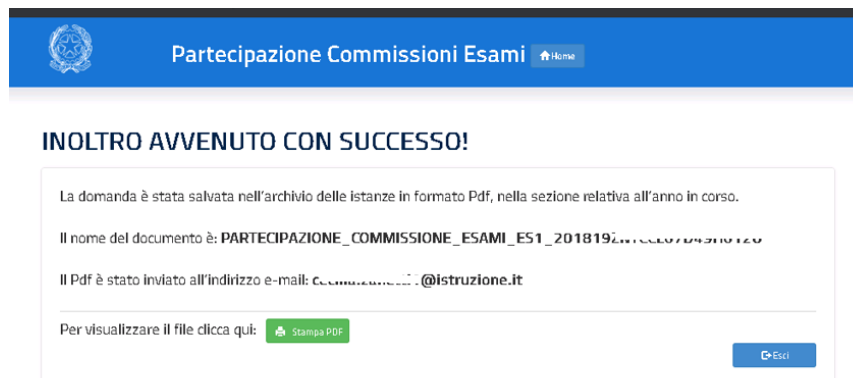 Partecipazione Commissioni Esami Home
INOLTRO AVVENUTO CON SUCCESSO!
La domanda è stata salvata nell'archivio delle istanze in formato Pdf, nella sezione relativa all'anno in corso.
Il nome del documento è: PARTECIPAZIONE_COMMISSIONE_ESAMI_ES1_201819
Il Pdf è stato inviato all'indirizzo e-mail: @istruzione.it
Per visualizzare il file clicca qui: Stampa PDF
Esci